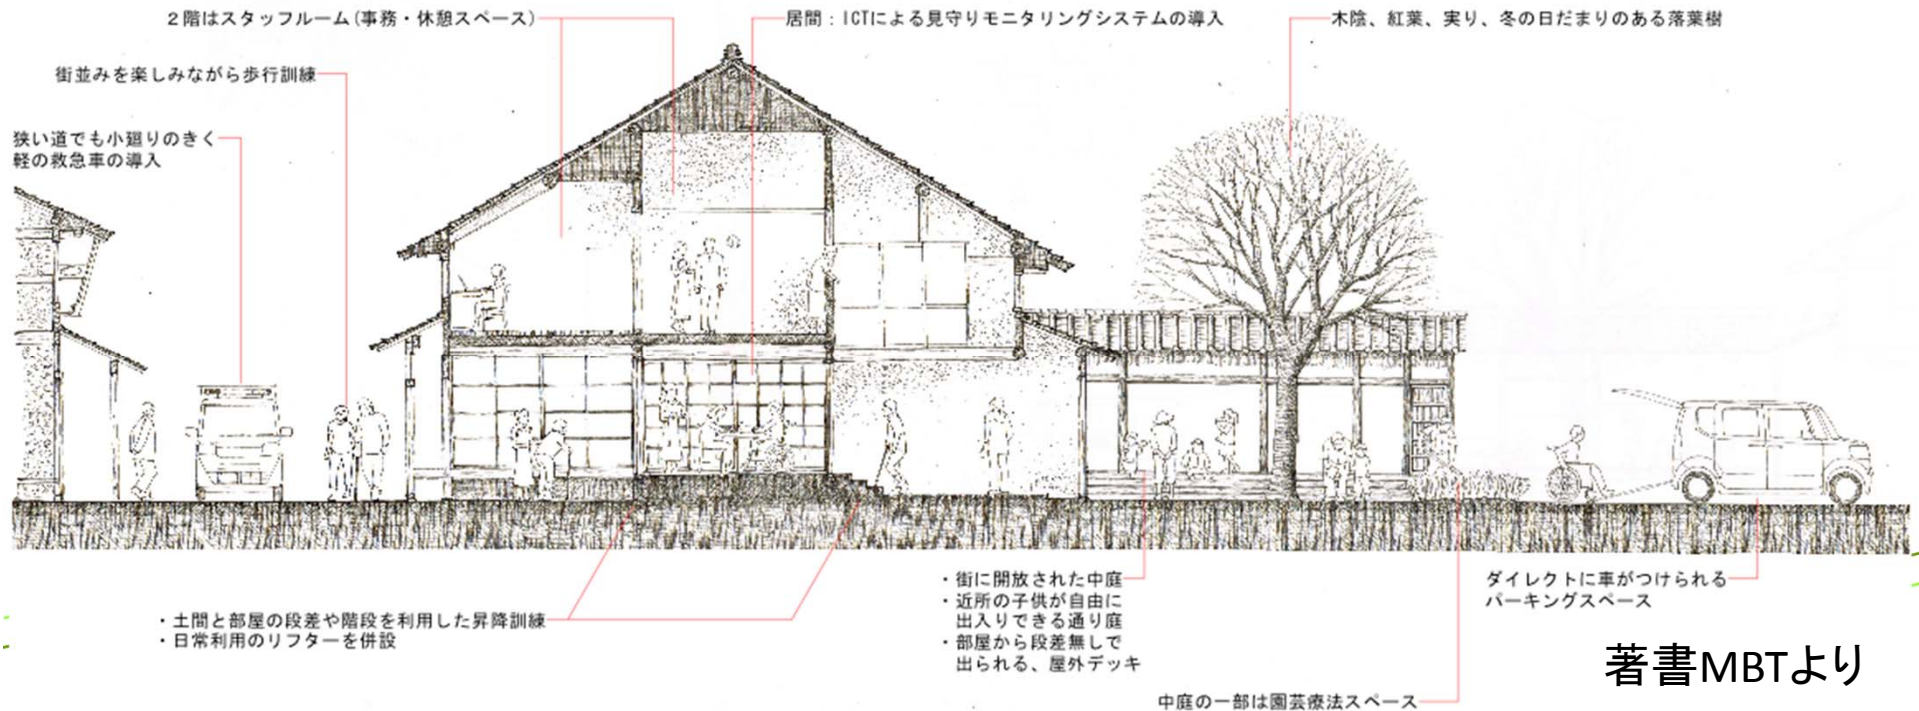 ２階はスタッフルーム(事務・休憩スペース)
居間：ICTによる見守りモニタリングシステムの導入
木陰、紅葉、実り、冬の日だまりのある落葉樹
街並みを楽しみながら歩行訓練
狭い道でも小廻りのきく
軽の救急車の導入
・土間と部屋の段差や階段を利用した昇降訓練
・日常利用のリフターを併設
・街に開放された中庭
・近所の子供が自由に
出入りできる通り庭
・部屋から段差無しで
出られる、屋外デッキ
中庭の一部は園芸療法スペース
ダイレクトに車がつけられる
パーキングスペース
著書MBTより